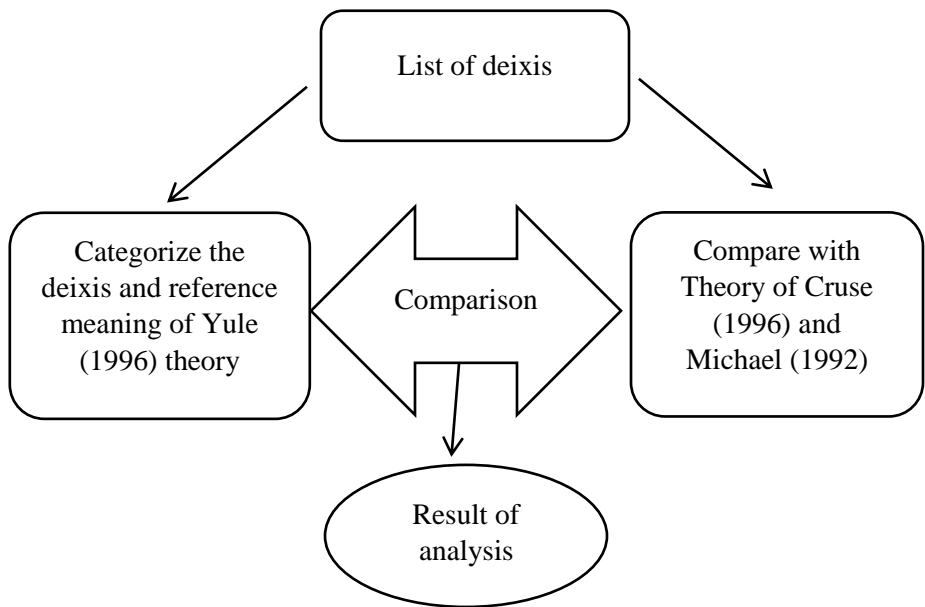 List of deixis
Categorize the
deixis and reference
meaning of Yule
(1996) theory
Comparison
Compare with
Theory of Cruse
(1996) and
Michael (1992)
Result of
analysis